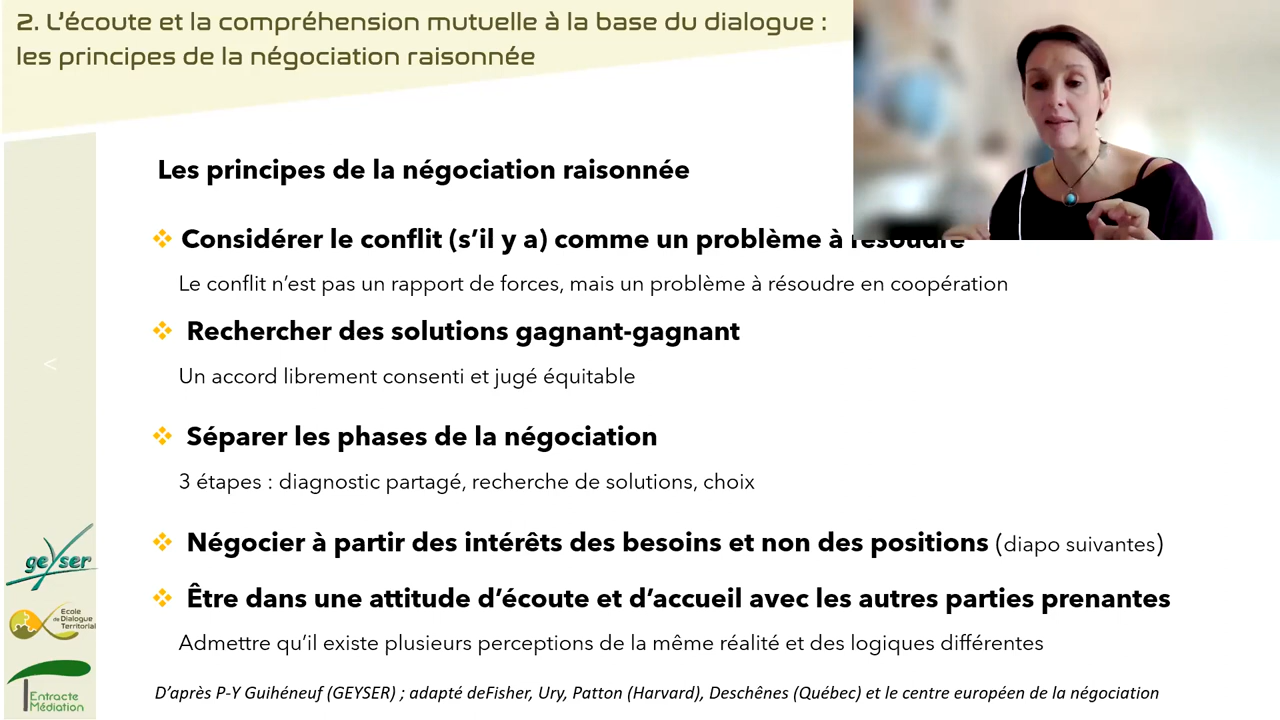 2. L'écoute et la compréhension mutuelle à la base du dialogue :
les principes de la négociation raisonnée
Les principes de la négociation raisonnée
Considérer le conflit (s'il y a) comme un problème à résoudre
Le conflit n'est pas un rapport de forces, mais un problème à résoudre en coopération
Rechercher des solutions gagnant-gagnant
Un accord librement consenti et jugé équitable
Séparer les phases de la négociation
3 étapes : diagnostic partagé, recherche de solutions, choix
<
Négocier à partir des intérêts des besoins et non des positions (diapo suivantes)
Être dans une attitude d'écoute et d'accueil avec les autres parties prenantes
Admettre qu'il existe plusieurs perceptions de la même réalité et des logiques différentes
D'après P-Y Guihéneuf (GEYSER) ; adapté deFisher, Ury, Patton (Harvard), Deschênes (Québec) et le centre européen de la négociation
geyser
Ecole
de Dialogue
Territorial
Entracte
Médiation